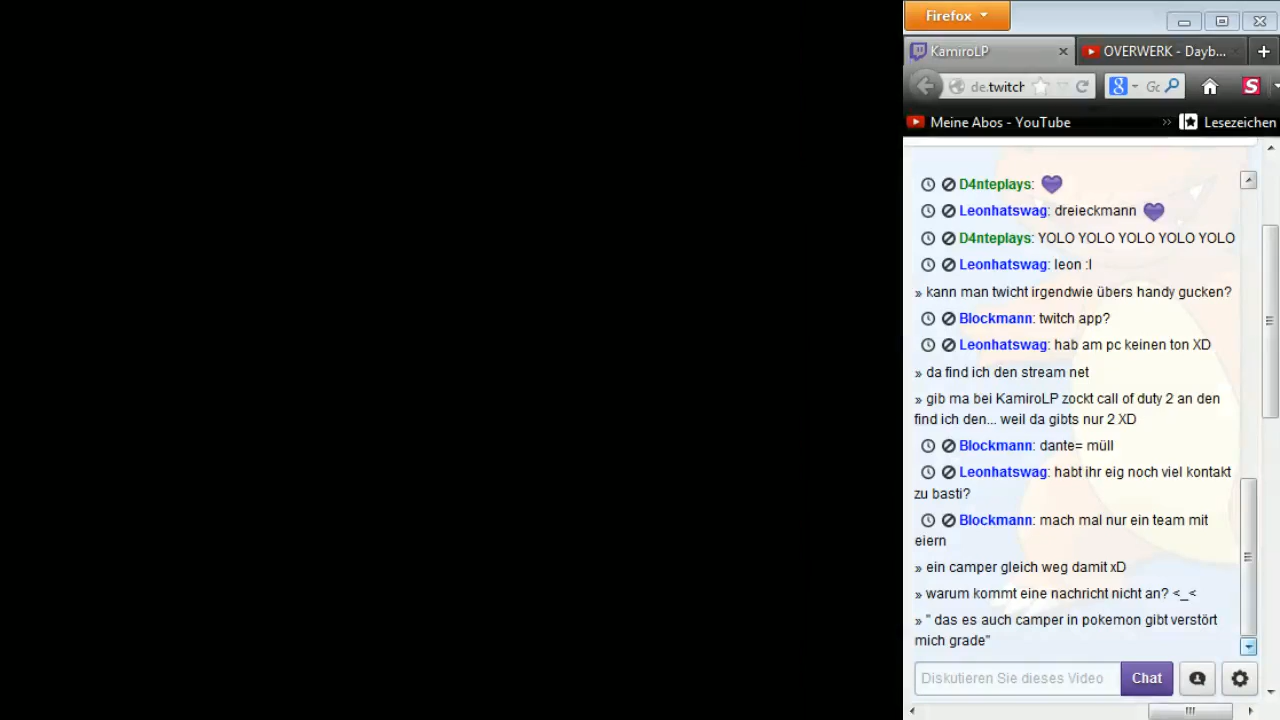 Firefox
KamiroLP
OVERWERK - Dayb...
de.twitch
Meine Abos - YouTube
Lesezeichen
D4nteplays:
Leonhatswag: dreieckmann
D4nteplays: YOLO YOLO YOLO YOLO YOLO
Leonhatswag: leon :l
» kann man twicht irgendwie übers handy gucken?
Blockmann: twitch app?
Leonhatswag: hab am pc keinen ton XD
» da find ich den stream net
» gib ma bei KamiroLP zockt call of duty 2 an den
find ich den... weil da gibts nur 2 XD
Blockmann: dante= müll
Leonhatswag: habt ihr eig noch viel kontakt
zu basti?
Blockmann: mach mal nur ein team mit
eiern
» ein camper gleich weg damit xD
» warum kommt eine nachricht nicht an? <_<
» " das es auch camper in pokemon gibt verstört
mich grade"
Diskutieren Sie dieses Video
Chat